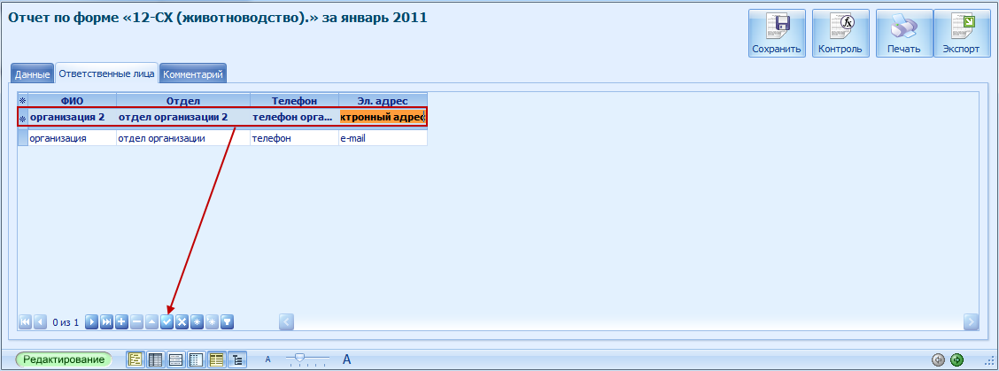 Отчет по форме «12-СХ (животноводство).» за январь 2011
Сохранить Контроль Печать Экспорт
Данные Ответственные лица Комментарий
ФИО Отдел Телефон Эл. адрес
организация 2 отдел организации 2 телефон орга... ктронный адрес
организация отдел организации телефон e-mail
0 из 1
Редактирование A A